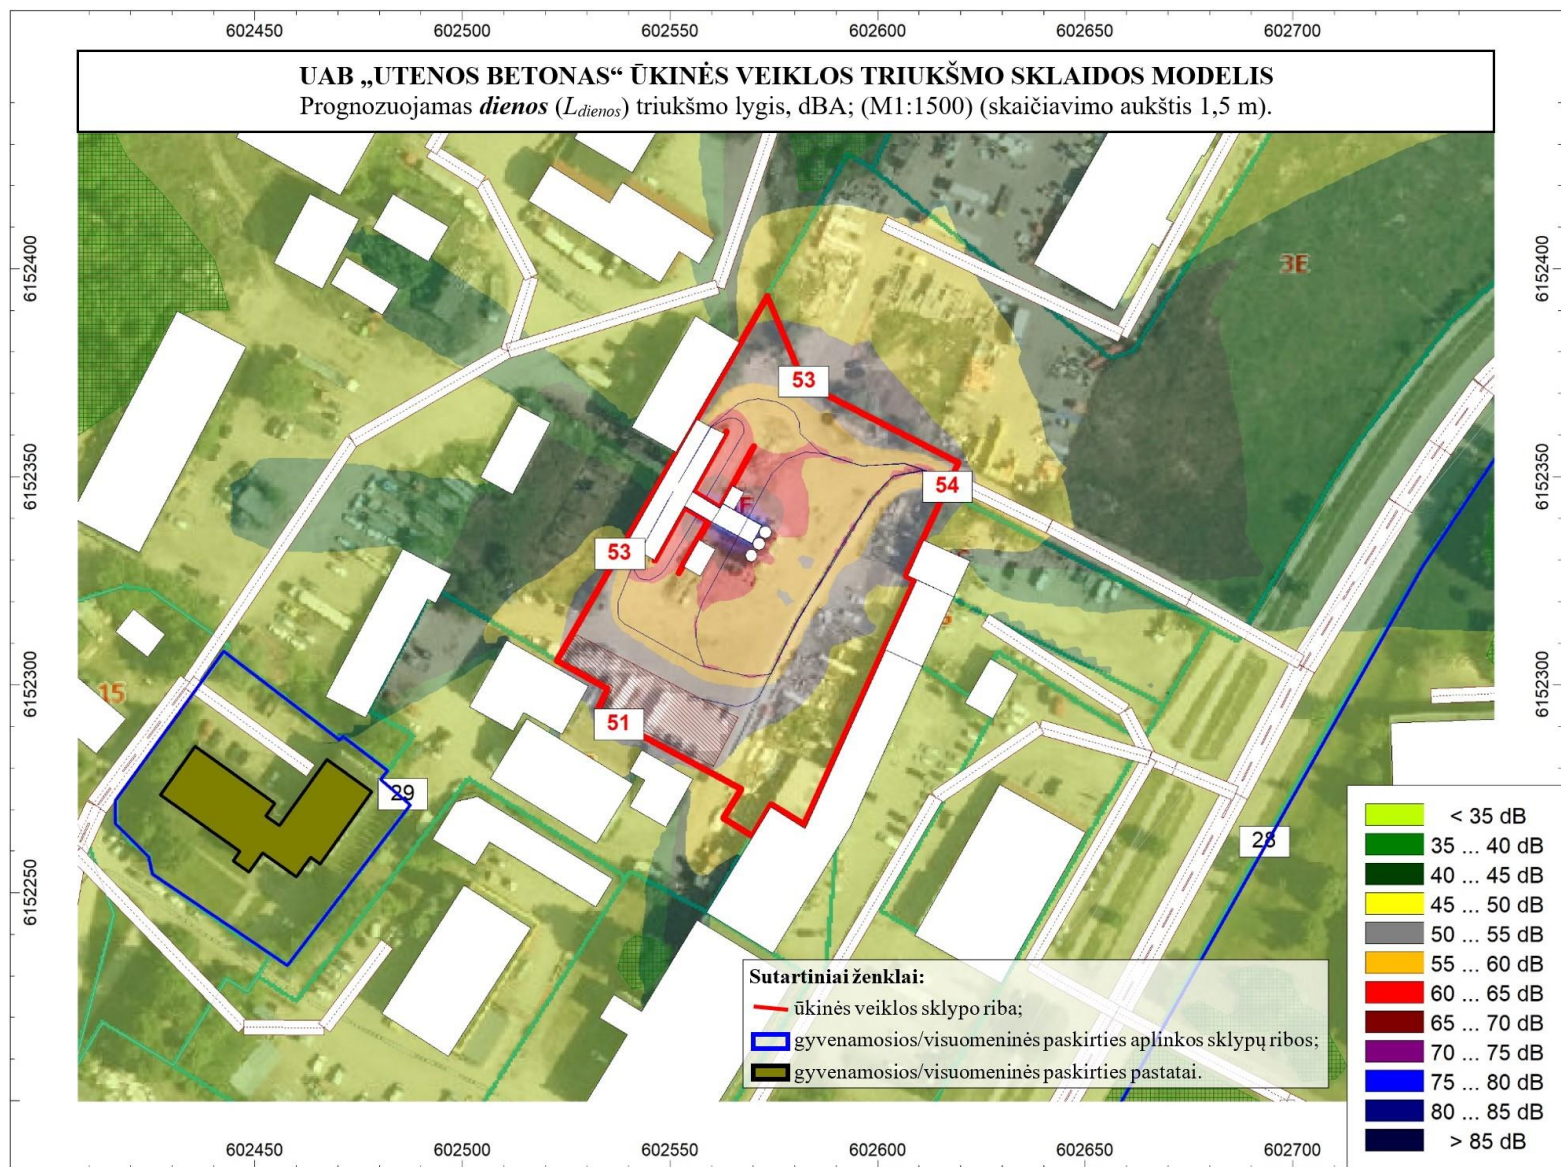 602450 602500 602550 602600 602650 602700
UAB „UTENOS BETONAS“ ŪKINĖS VEIKLOS TRIUKŠMO SKLAIDOS MODELIS
Prognozuojamas dienos (Ldienos) triukšmo lygis, dBA; (M1:1500) (skaičiavimo aukštis 1,5 m).
6152400
6152350
6152300
6152250
6152400
6152350
6152300
3E
53
54
F
53
51
15
29
28
Sutartiniai ženklai:
ūkinės veiklos sklypo riba;
gyvenamosios/visuomeninės paskirties aplinkos sklypų ribos;
gyvenamosios/visuomeninės paskirties pastatai.
< 35 dB
35 ... 40 dB
40 ... 45 dB
45 ... 50 dB
50 ... 55 dB
55 ... 60 dB
60 ... 65 dB
65 ... 70 dB
70 ... 75 dB
75 ... 80 dB
80 ... 85 dB
> 85 dB
602450 602500 602550 602600 602650 602700